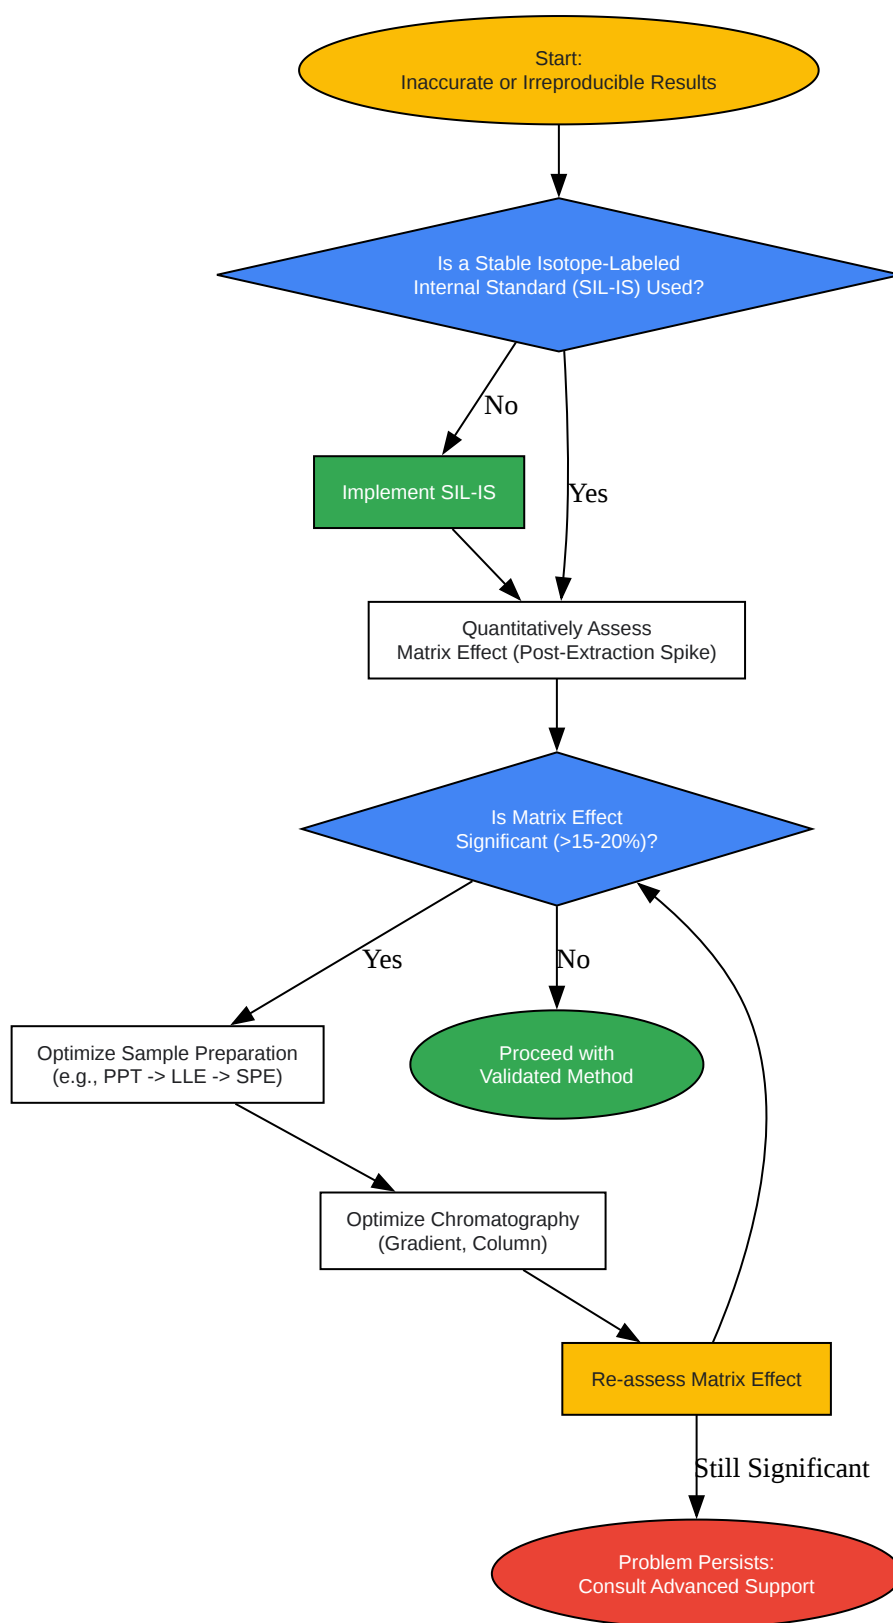 Start:
Inaccurate or Irreproducible Results
Is a Stable Isotope-Labeled
Internal Standard (SIL-IS) Used?
No
Implement SIL-IS
Yes
Quantitatively Assess
Matrix Effect (Post-Extraction Spike)
Is Matrix Effect
Significant (>15-20%)?
Yes
No
Optimize Sample Preparation
(e.g., PPT -> LLE -> SPE)
Proceed with
Validated Method
Optimize Chromatography
(Gradient, Column)
Re-assess Matrix Effect
Still Significant
Problem Persists:
Consult Advanced Support